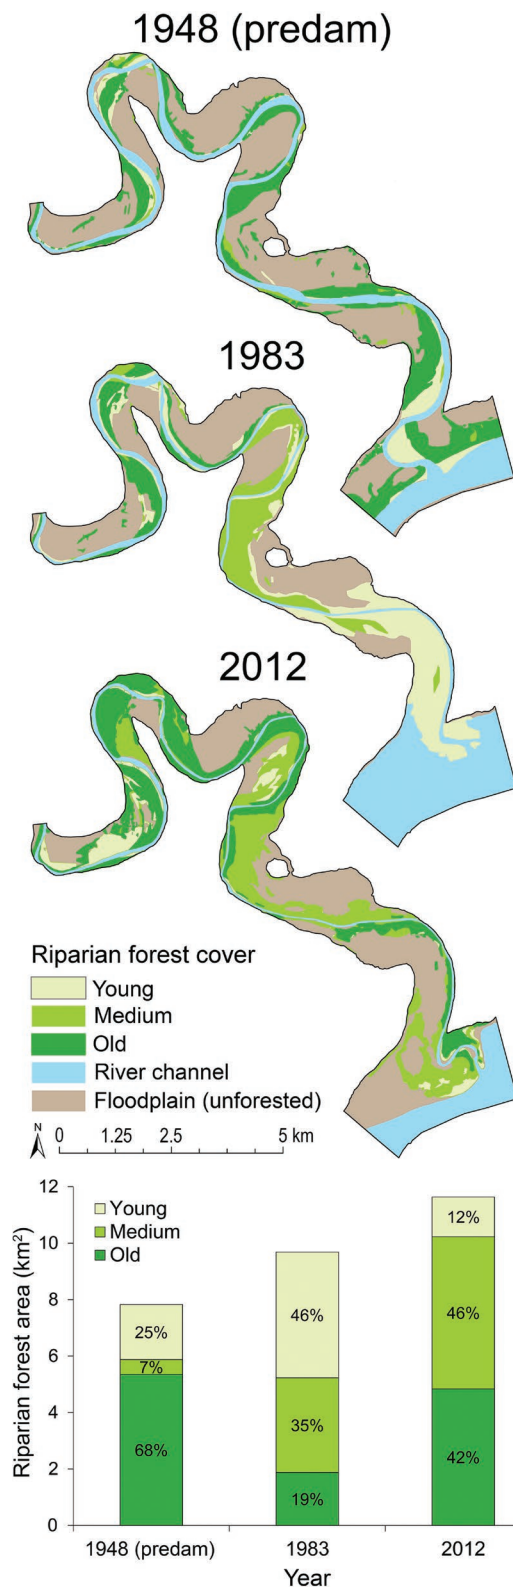 1948 (predam)
1983
2012
Riparian forest cover
Young
Medium
Old
River channel
Floodplain (unforested)
N
0 1.25 2.5 5 km
12
10
8
6
4
2
0
Riparian forest area (km²)
Young
Medium
Old
25%
7%
68%
46%
35%
19%
12%
46%
42%
1948 (predam) 1983 2012
Year